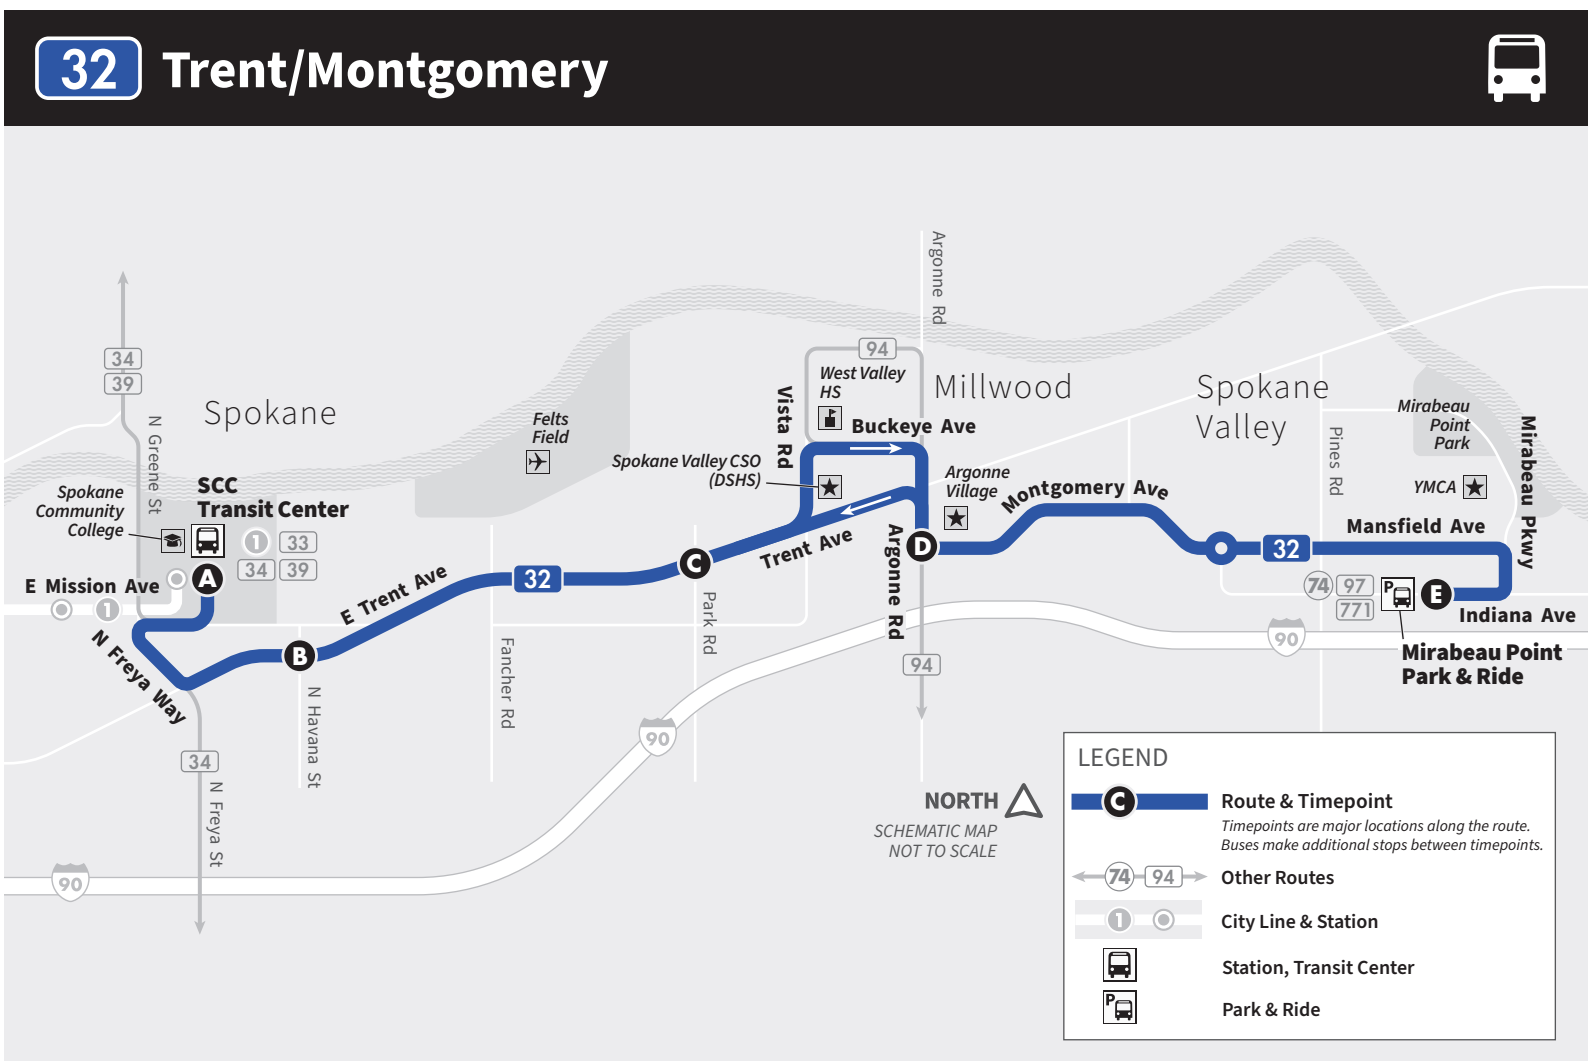 32 Trent/Montgomery
Argonne Rd
34
39
94
West Valley
HS
Millwood
Spokane
Valley
Spokane
N Greene St
Felts
Field
Vista Rd
Buckeye Ave
Mirabeau
Point
Park
Mirabeau Pkwy
Pines Rd
Spokane Valley CSO
(DSHS)
Argonne
Village
YMCA
Spokane
Community
College
SCC
Transit Center
1 33
34 39
Montgomery Ave
Mansfield Ave
32
A
E Mission Ave
1
E Trent Ave
32
C
Trent Ave
Argonne Rd
D
74 97
771
P
E
Indiana Ave
N Freya Way
B
Fancher Rd
Park Rd
94
90
Mirabeau Point
Park & Ride
N Havana St
90
34
N Freya St
90
NORTH
SCHEMATIC MAP
NOT TO SCALE
LEGEND
C Route & Timepoint
Timepoints are major locations along the route.
Buses make additional stops between timepoints.
74 94 Other Routes
1 City Line & Station
Station, Transit Center
P Park & Ride